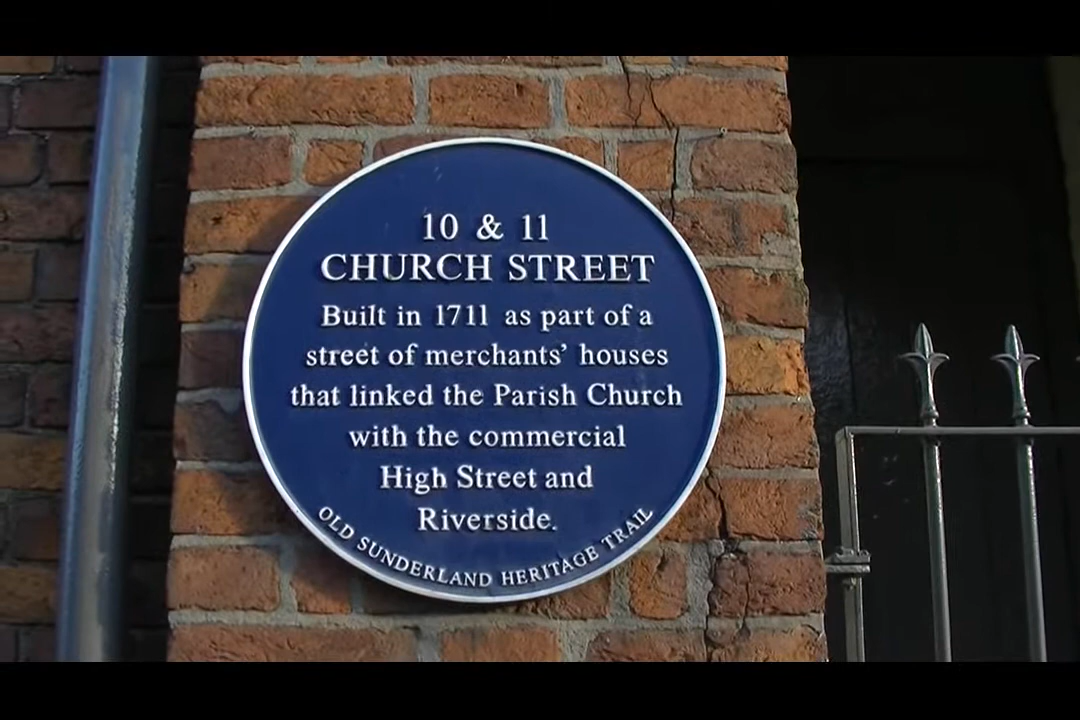 10 & 11
CHURCH STREET
Built in 1711 as part of a
street of merchants' houses
that linked the Parish Church
with the commercial
High Street and
Riverside.
OLD SUNDERLAND HERITAGE TRAIL